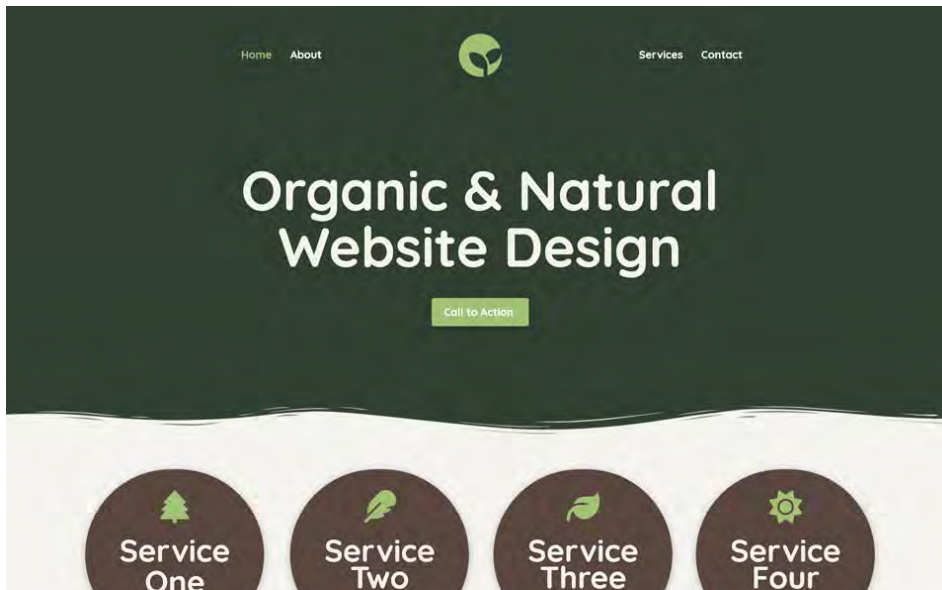 Home About Services Contact
Organic & Natural
Website Design
Call to Action
Service
One
Service
Two
Service
Three
Service
Four